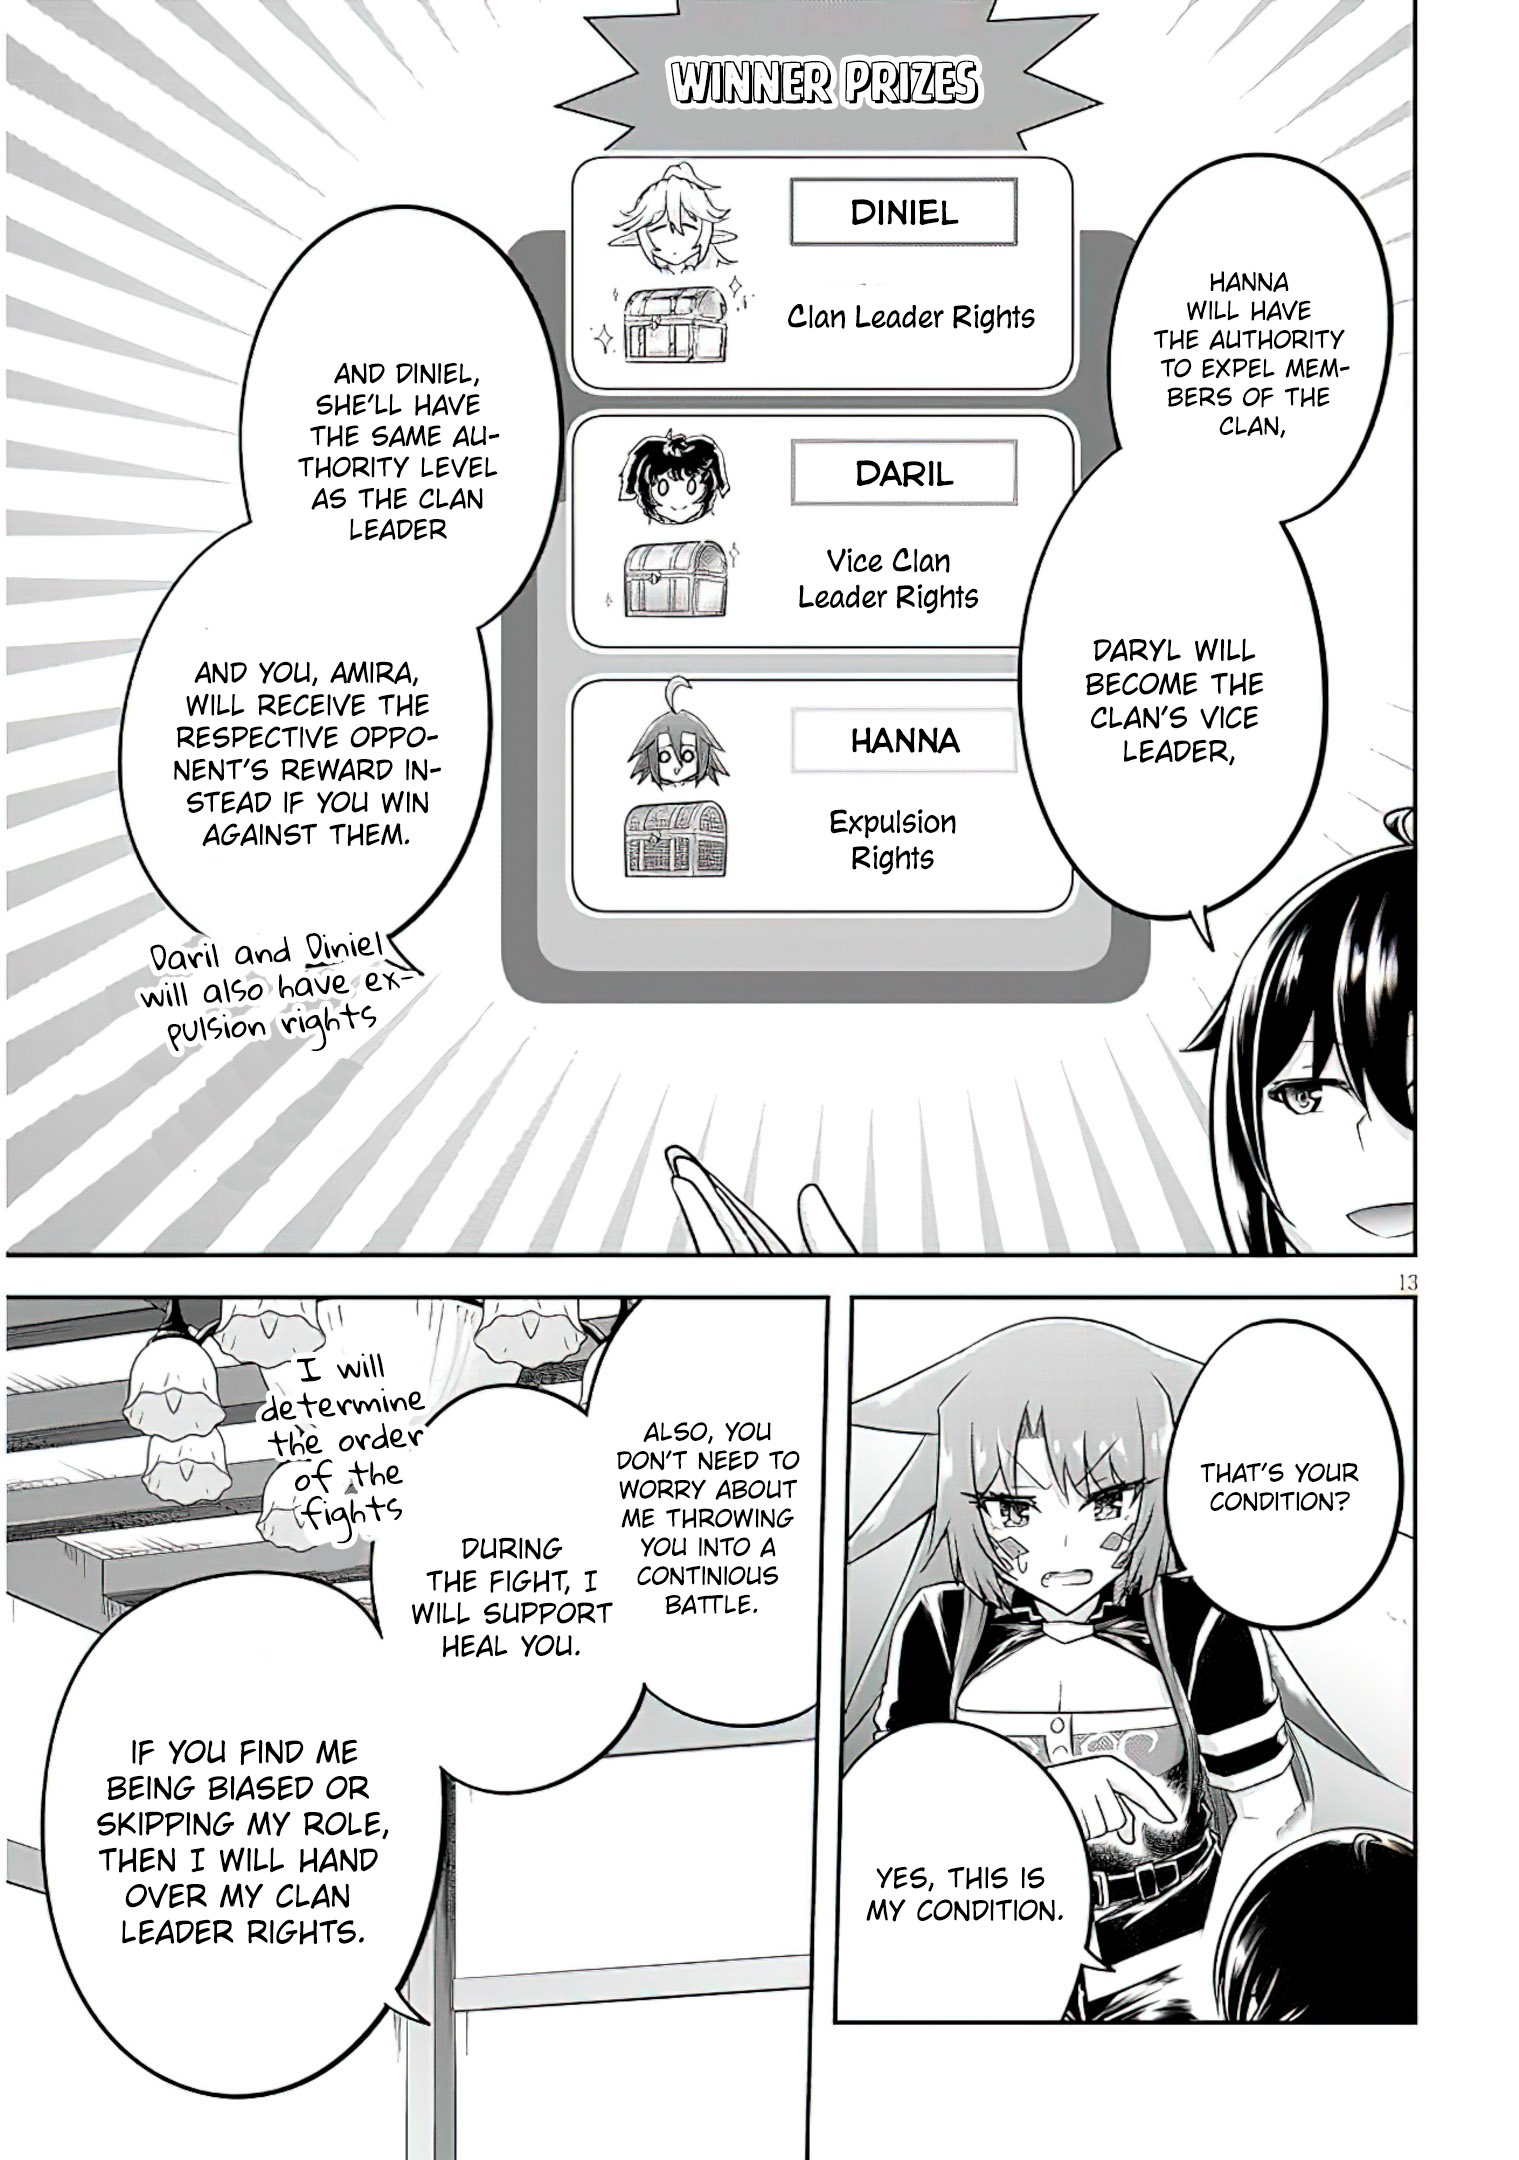 WINNER PRIZES
HANNA
WILL HAVE
THE AUTHORITY
TO EXPEL MEM-
BERS OF THE
CLAN,
DARYL WILL
BECOME THE
CLAN'S VICE
LEADER,
DINIEL
Clan Leader Rights
DARIL
Vice Clan
Leader Rights
HANNA
Expulsion
Rights
AND DINIEL,
SHE'LL HAVE
THE SAME AU-
THORITY LEVEL
AS THE CLAN
LEADER
AND YOU, AMIRA,
WILL RECEIVE THE
RESPECTIVE OPPO-
NENT'S REWARD IN-
STEAD IF YOU WIN
AGAINST THEM.
Daril and Diniel
will also have ex-
pulsion rights
13
THAT'S YOUR
CONDITION?
YES, THIS IS
MY CONDITION.
ALSO, YOU
DON'T NEED TO
WORRY ABOUT
ME THROWING
YOU INTO A
CONTINIOUS
BATTLE.
DURING
THE FIGHT, I
WILL SUPPORT
HEAL YOU.
I will
determine
the order
of the
fights
IF YOU FIND ME
BEING BIASED OR
SKIPPING MY ROLE,
THEN I WILL HAND
OVER MY CLAN
LEADER RIGHTS.